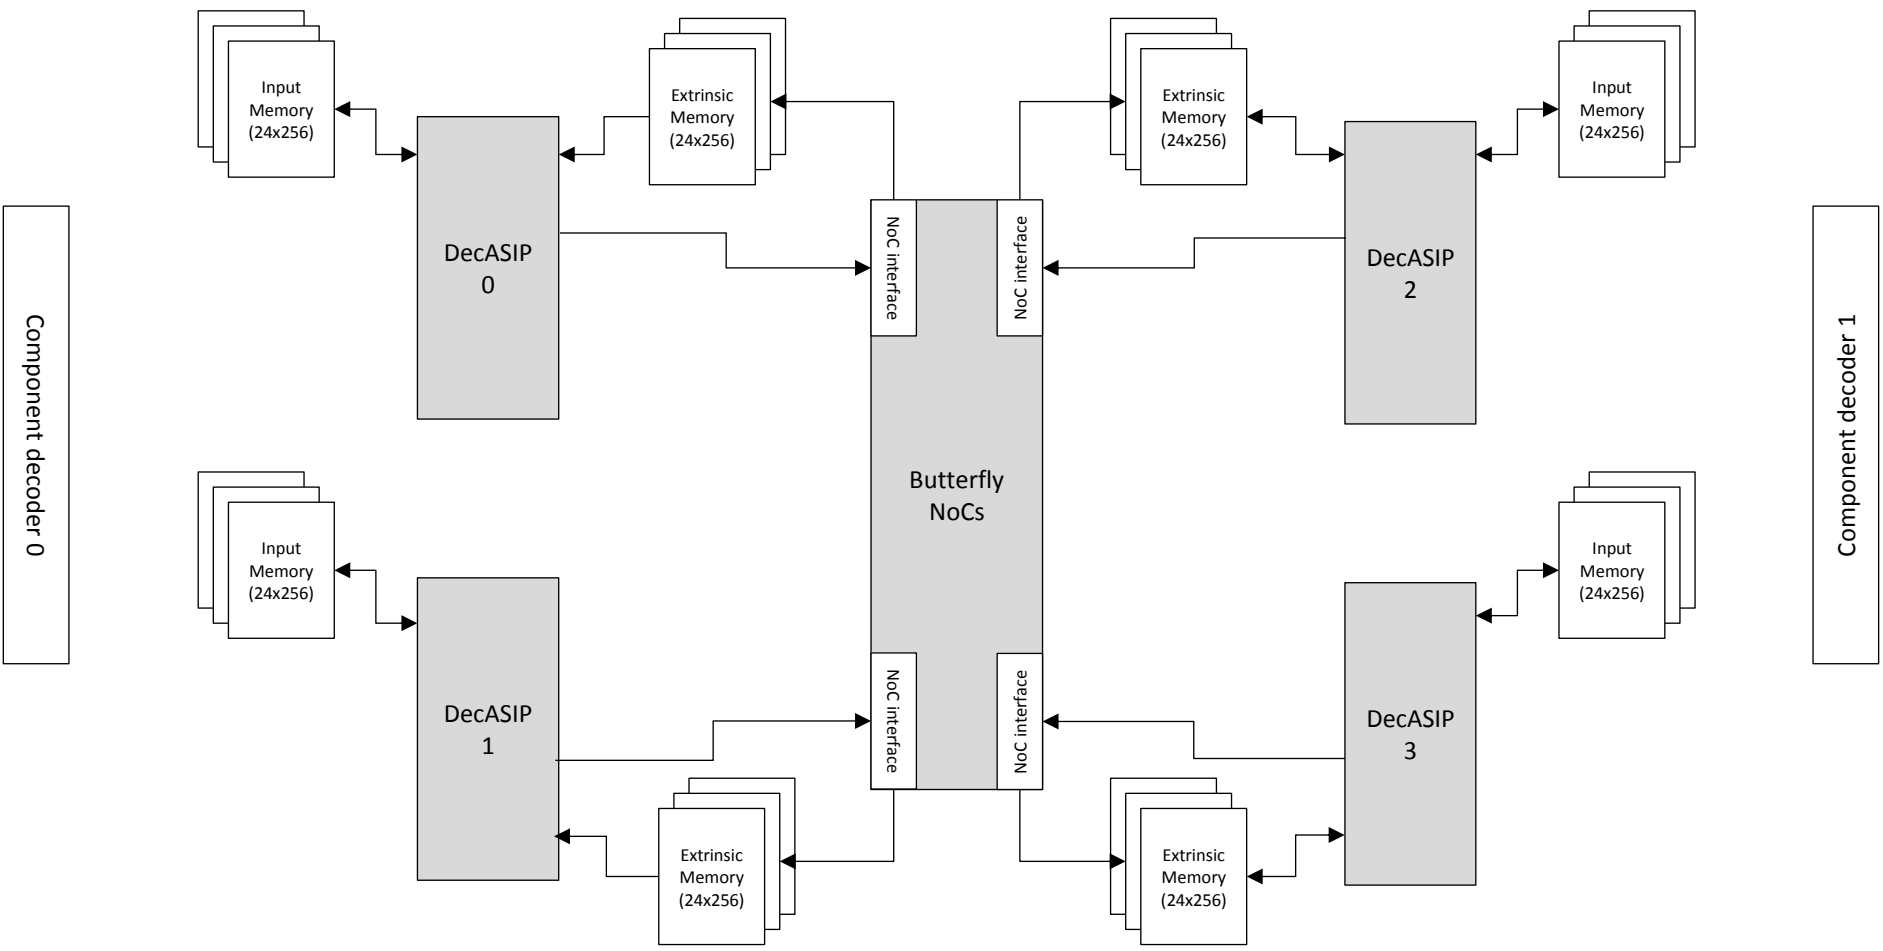 Input
Memory
(24x256)
Extrinsic
Memory
(24x256)
Extrinsic
Memory
(24x256)
Input
Memory
(24x256)
Component decoder 0
DecASIP
0
NoC interface
NoC interface
DecASIP
2
Component decoder 1
Butterfly
NoCs
Input
Memory
(24x256)
Input
Memory
(24x256)
DecASIP
1
NoC interface
NoC interface
DecASIP
3
Extrinsic
Memory
(24x256)
Extrinsic
Memory
(24x256)